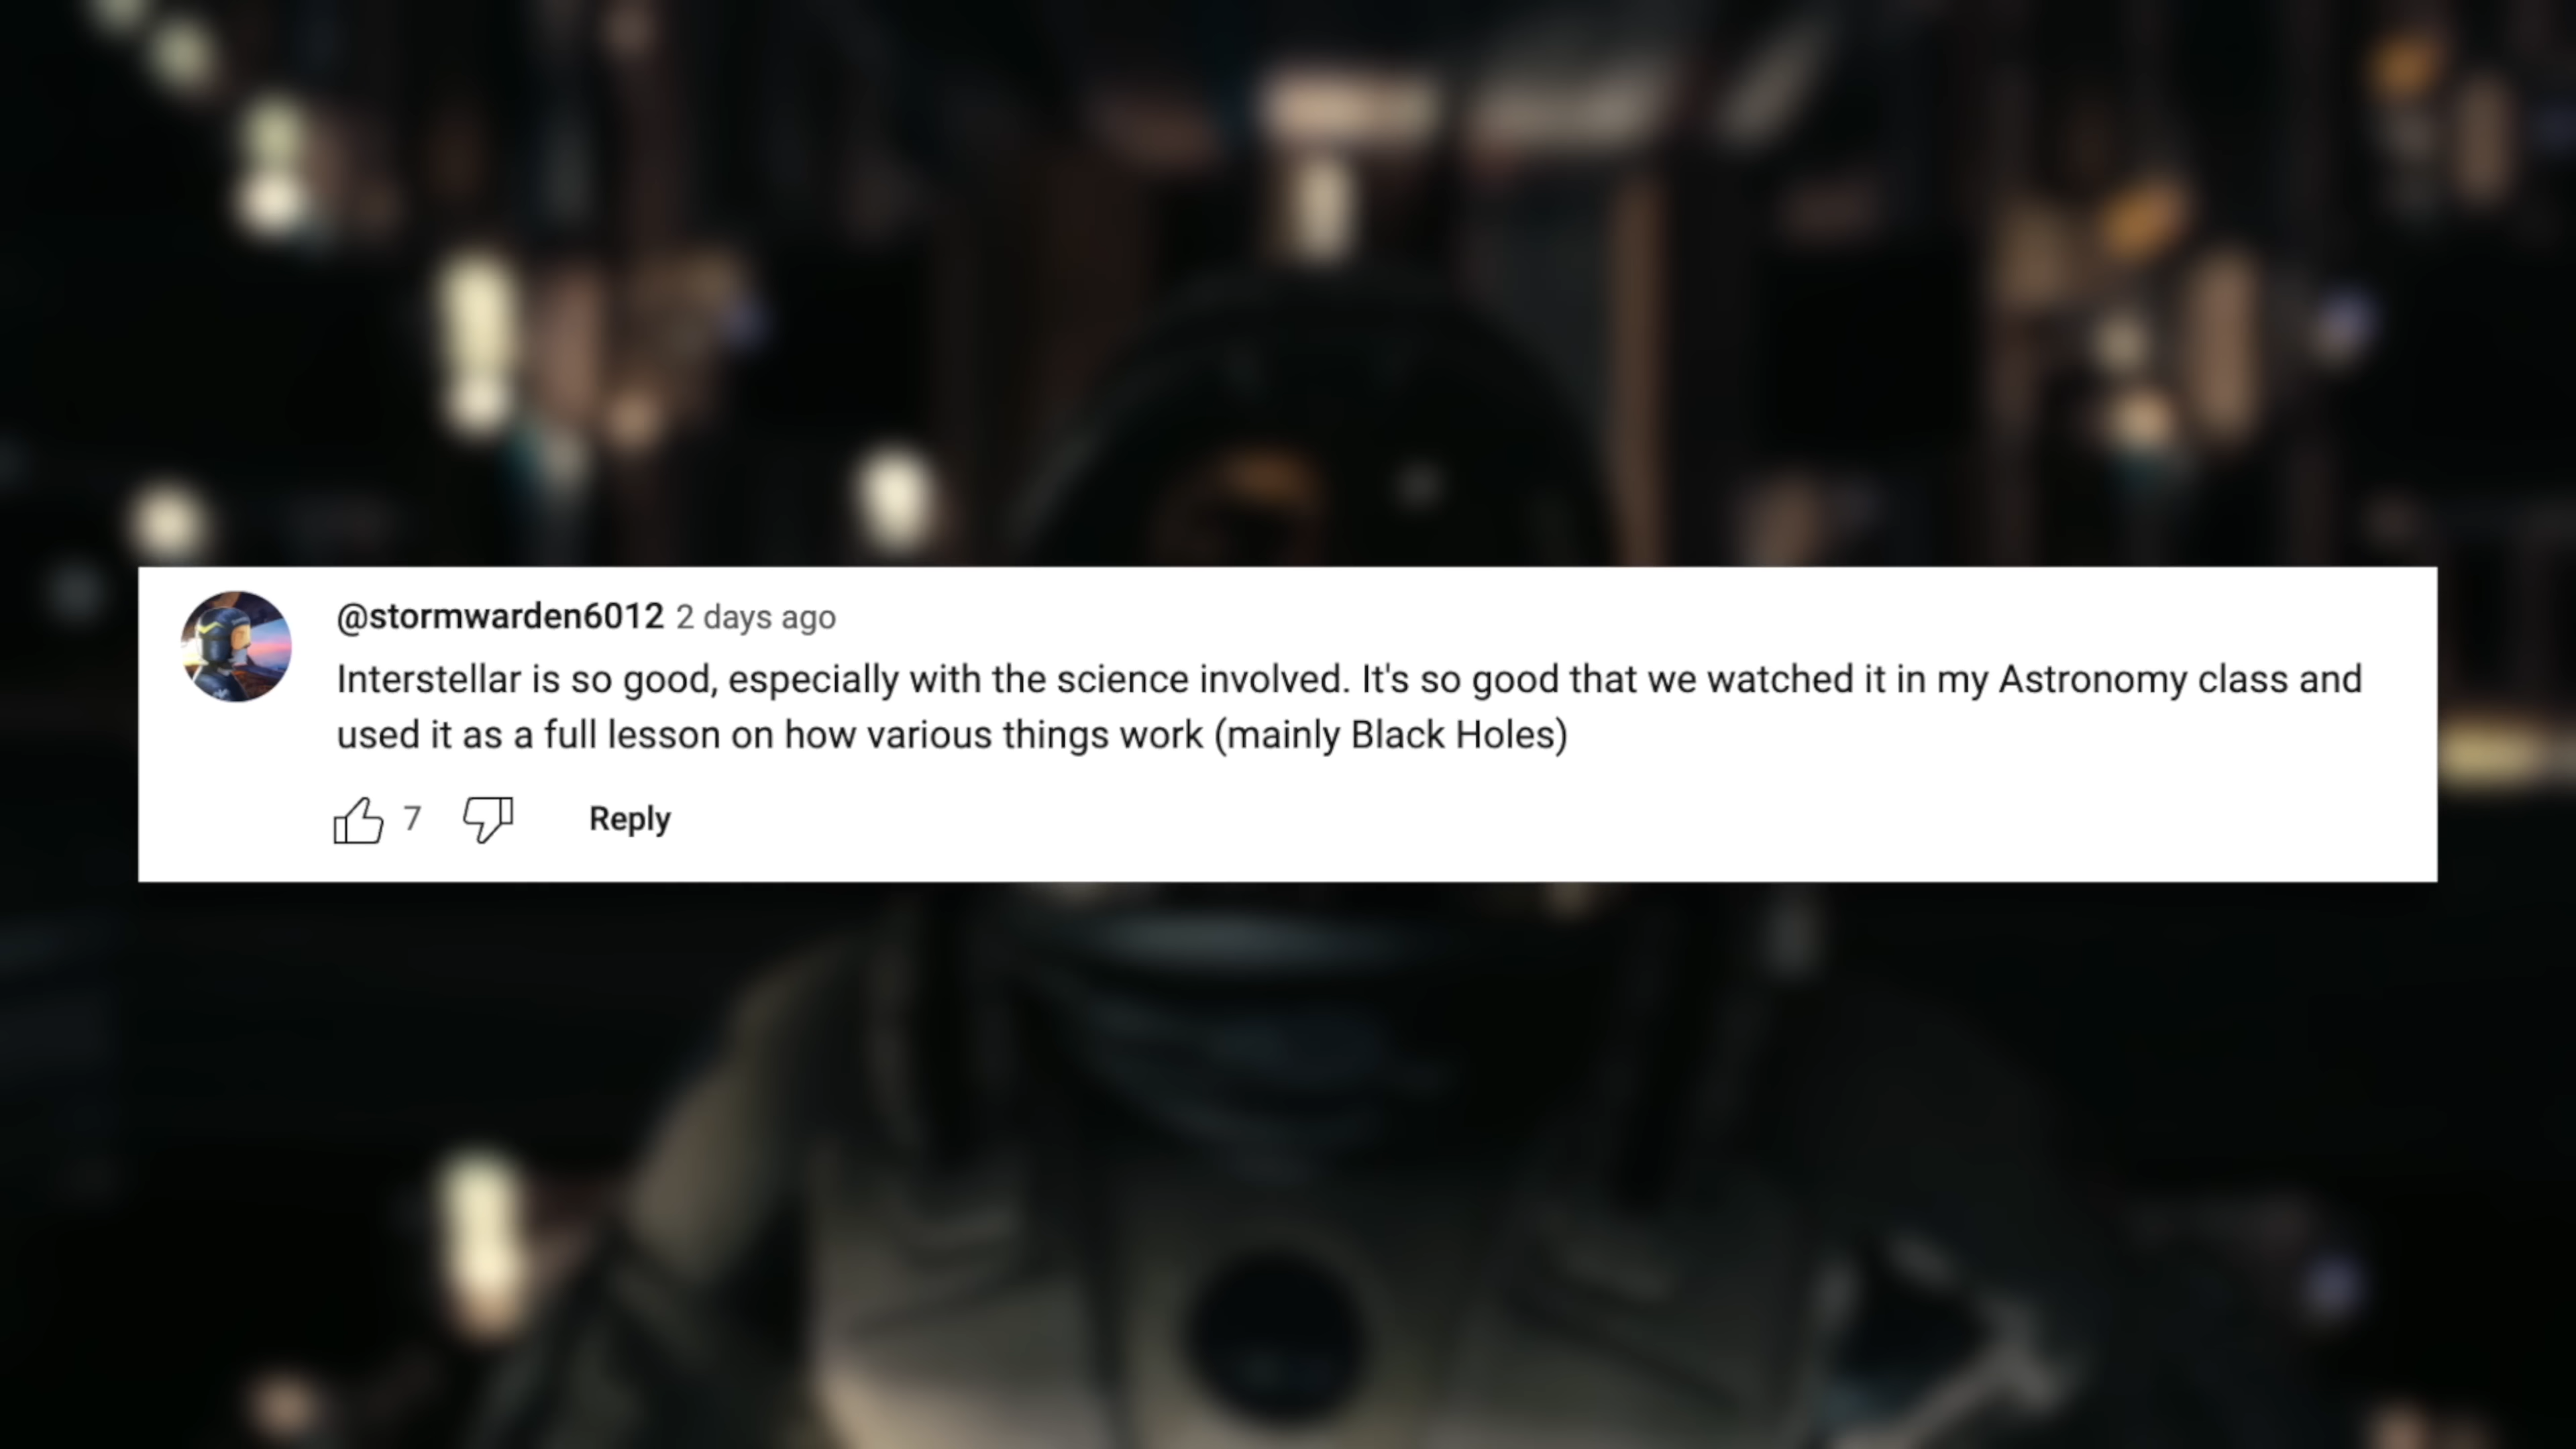 @stormwarden6012 2 days ago
Interstellar is so good, especially with the science involved. It's so good that we watched it in my Astronomy class and
used it as a full lesson on how various things work (mainly Black Holes)
7 Reply